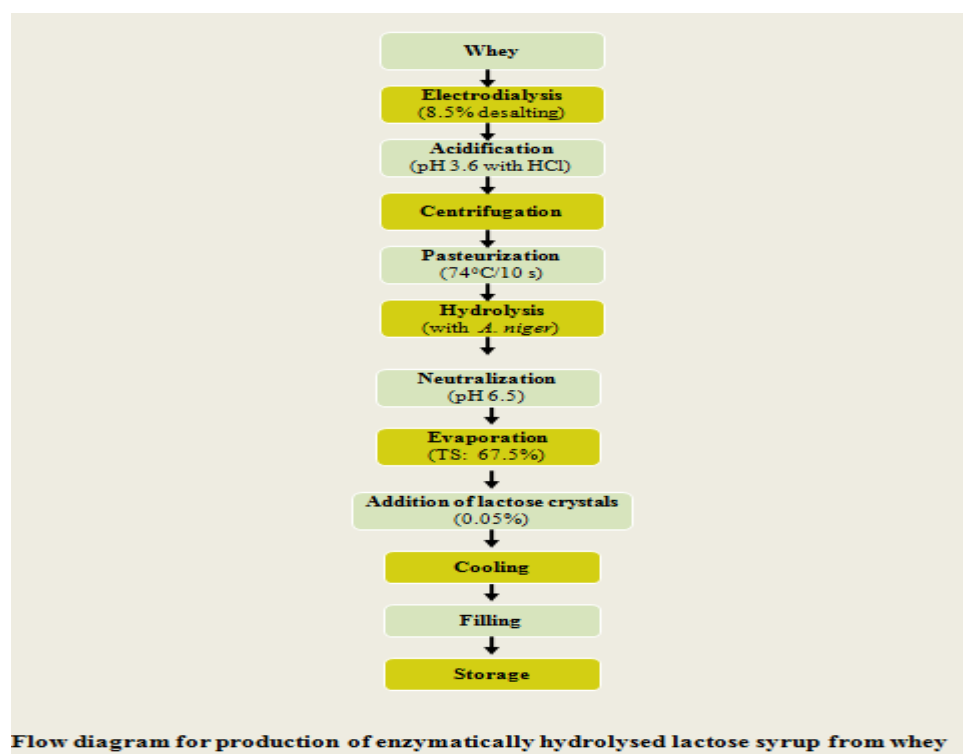 Whey
Electrodialysis
(8.5% desalting)
Acidification
(pH 3.6 with HCl)
Centrifugation
Pasteurization
(74°C/10 s)
Hydrolysis
(with A. niger)
Neutralization
(pH 6.5)
Evaporation
(TS: 67.5%)
Addition of lactose crystals
(0.05%)
Cooling
Filling
Storage
Flow diagram for production of enzymatically hydrolysed lactose syrup from whey